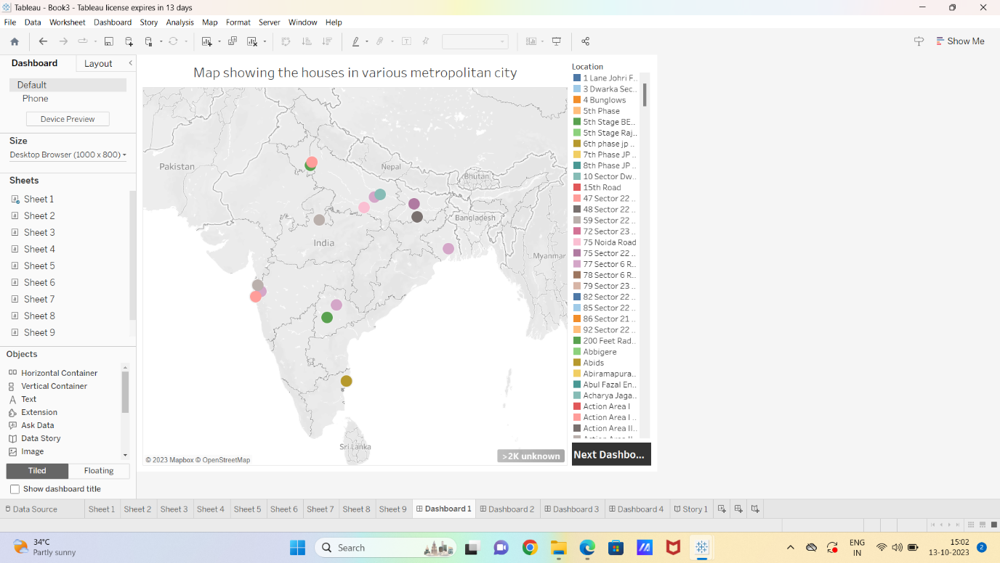 Tableau - Book3 - Tableau license expires in 13 days
File Data Worksheet Dashboard Story Analysis Map Format Server Window Help
Show Me
Dashboard Layout
Default
Phone
Device Preview
Size
Desktop Browser (1000 x 800)
Sheets
Sheet 1
Sheet 2
Sheet 3
Sheet 4
Sheet 5
Sheet 6
Sheet 7
Sheet 8
Sheet 9
Objects
Horizontal Container
Vertical Container
Text
Extension
Ask Data
Data Story
Image
Tiled Floating
Show dashboard title
Map showing the houses in various metropolitan city
Pakistan
Nepal
Bhutan
Bangladesh
India
Myanmar
Sri Lanka
© 2023 Mapbox © OpenStreetMap
>2K unknown
Location
1 Lane Johri F..
3 Dwarka Sec..
4 Bunglows
5th Phase
5th Stage BE..
5th Stage Raj..
6th phase jp ..
7th Phase JP ..
8th Phase JP ..
10 Sector Dw..
15th Road
47 Sector 22 ..
48 Sector 22 ..
59 Sector 22 ..
72 Sector 23 ..
75 Noida Road
75 Sector 22 ..
77 Sector 6 R..
78 Sector 6 R..
79 Sector 23 ..
82 Sector 22 ..
85 Sector 22 ..
86 Sector 21 ..
92 Sector 22 ..
200 Feet Rad..
Abbigere
Abids
Abiramapura..
Abul Fazal En..
Acharya Jaga..
Action Area I
Action Area I ..
Action Area II..
Next Dashbo...
Data Source Sheet 1 Sheet 2 Sheet 3 Sheet 4 Sheet 5 Sheet 6 Sheet 7 Sheet 8 Sheet 9 Dashboard 1 Dashboard 2 Dashboard 3 Dashboard 4 Story 1
34°C
Partly sunny
Search
ENG
IN
15:02
13-10-2023
2